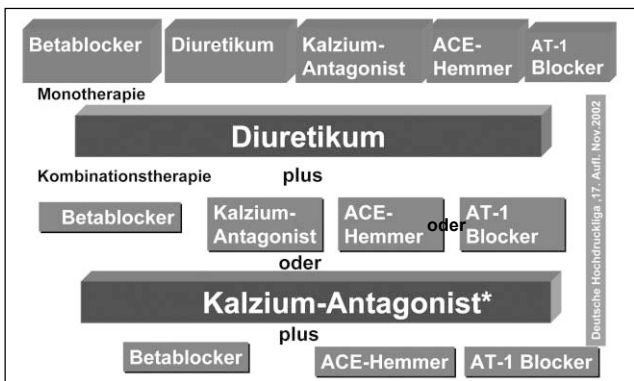 Betablocker
Diuretikum
Kalzium-
Antagonist
ACE-
Hemmer
AT-1
Blocker
Monotherapie
Diuretikum
Kombinationstherapie
plus
Betablocker
Kalzium-
Antagonist
ACE-
Hemmer
oder
AT-1
Blocker
oder
Kalzium-Antagonist*
plus
Betablocker
ACE-Hemmer
AT-1 Blocker
Deutsche Hochdruckliga ,17. Aufl. Nov.2002